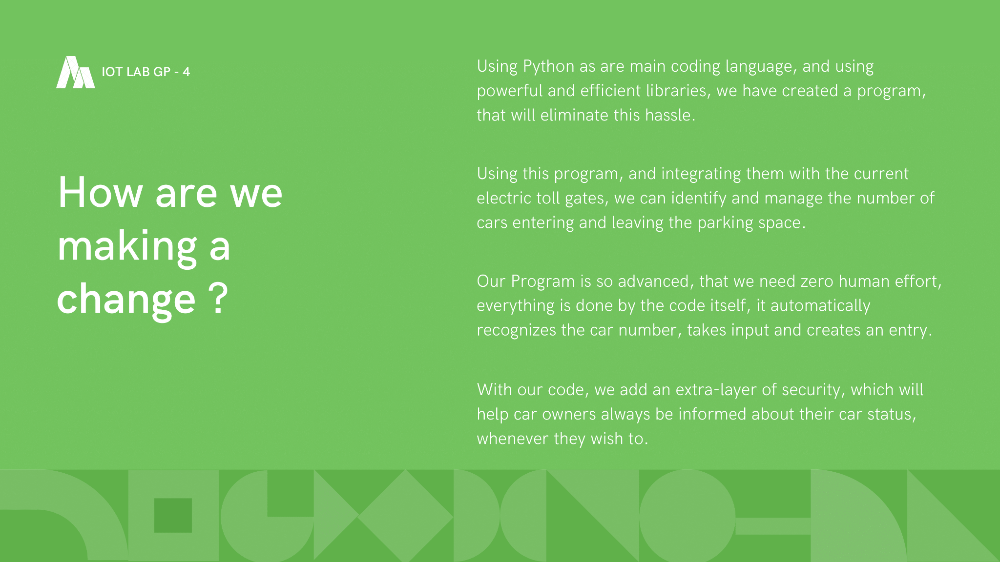 IOT LAB GP - 4
How are we
making a
change ?
Using Python as are main coding language, and using
powerful and efficient libraries, we have created a program,
that will eliminate this hassle.
Using this program, and integrating them with the current
electric toll gates, we can identify and manage the number of
cars entering and leaving the parking space.
Our Program is so advanced, that we need zero human effort,
everything is done by the code itself, it automatically
recognizes the car number, takes input and creates an entry.
With our code, we add an extra-layer of security, which will
help car owners always be informed about their car status,
whenever they wish to.